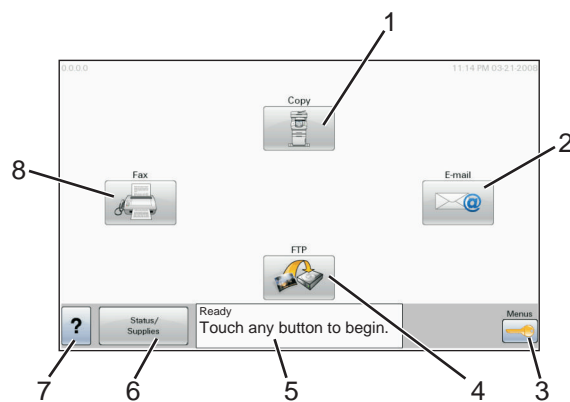 1
0.0.0.0
11:14 PM 03-21-2008
Copy
2
8
Fax
E-mail
FTP
Ready
Touch any button to begin.
Status/
Supplies
?
Menus
7
6
5
4
3